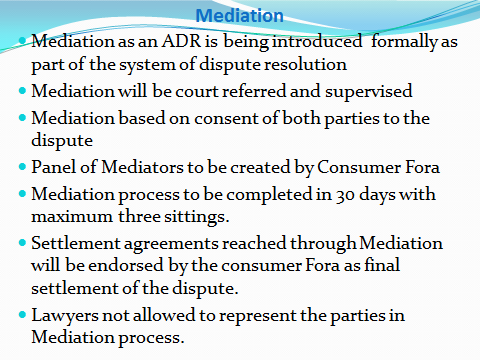 Mediation
Mediation as an ADR is being introduced formally as
part of the system of dispute resolution
Mediation will be court referred and supervised
Mediation based on consent of both parties to the
dispute
Panel of Mediators to be created by Consumer Fora
Mediation process to be completed in 30 days with
maximum three sittings.
Settlement agreements reached through Mediation
will be endorsed by the consumer Fora as final
settlement of the dispute.
Lawyers not allowed to represent the parties in
Mediation process.